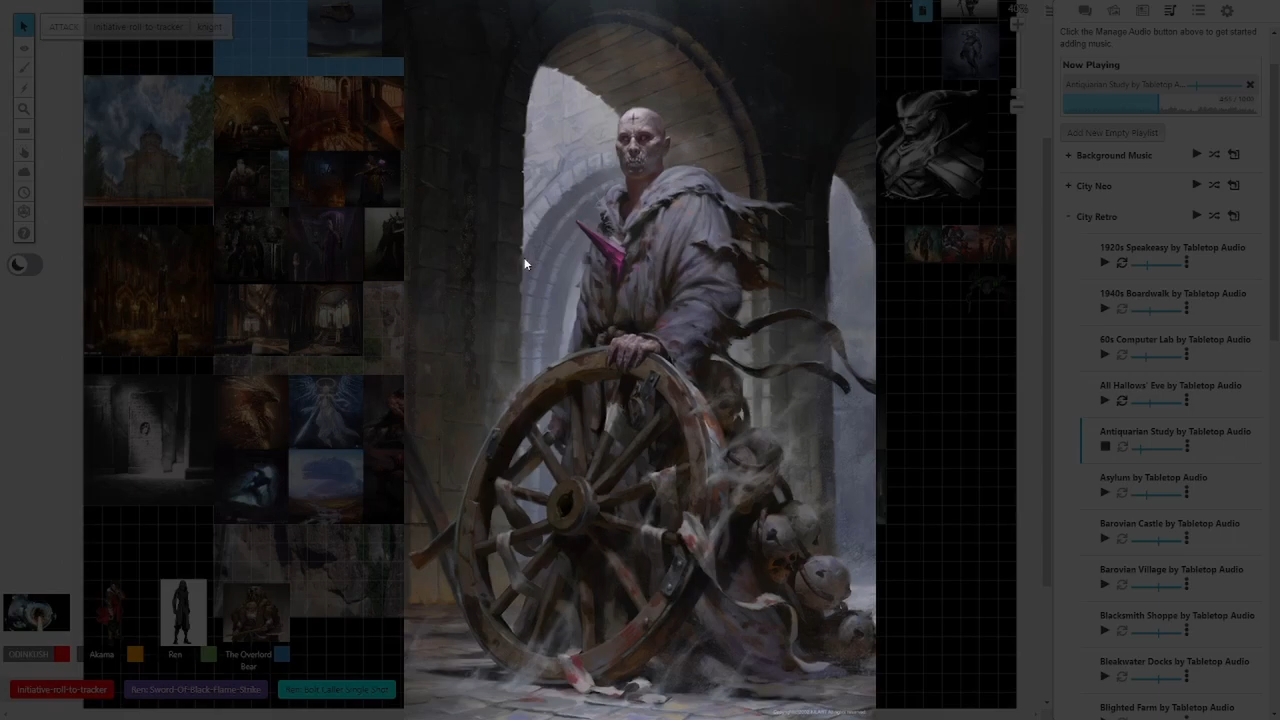 ATTACK
Initiative-roll-to-tracker
knight
40%
Click the Manage Audio button above to get started
adding music.
Now Playing
Antiquarian Study by Tabletop A...
Add New Empty Playlist
+ Background Music
+ City Neo
- City Retro
1920s Speakeasy by Tabletop Audio
1940s Boardwalk by Tabletop Audio
60s Computer Lab by Tabletop Audio
All Hallows' Eve by Tabletop Audio
Antiquarian Study by Tabletop Audio
Asylum by Tabletop Audio
Barovian Castle by Tabletop Audio
Barovian Village by Tabletop Audio
Blacksmith Shoppe by Tabletop Audio
Bleakwater Docks by Tabletop Audio
Blighted Farm by Tabletop Audio
ODINKUSH
Akama
Ren
The Overlord
Bear
Initiative-roll-to-tracker
Ren: Sword-Of-Black-Flame-Strike